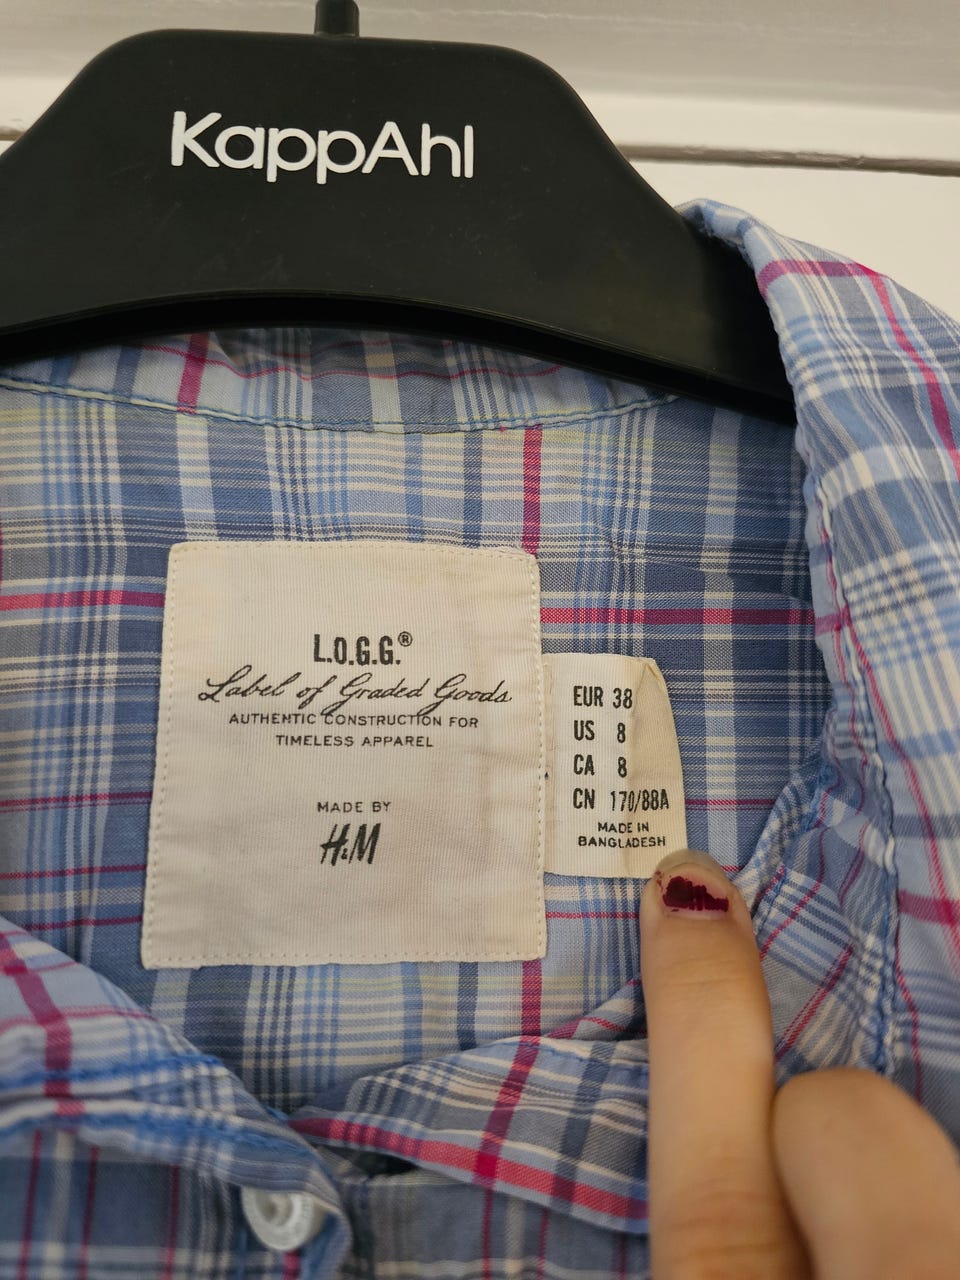 KappAhl
L.O.G.G.®
Label of Graded Goods
AUTHENTIC CONSTRUCTION FOR
TIMELESS APPAREL
MADE BY
H&M
EUR 38
US 8
CA 8
CN 170/88A
MADE IN
BANGLADESH